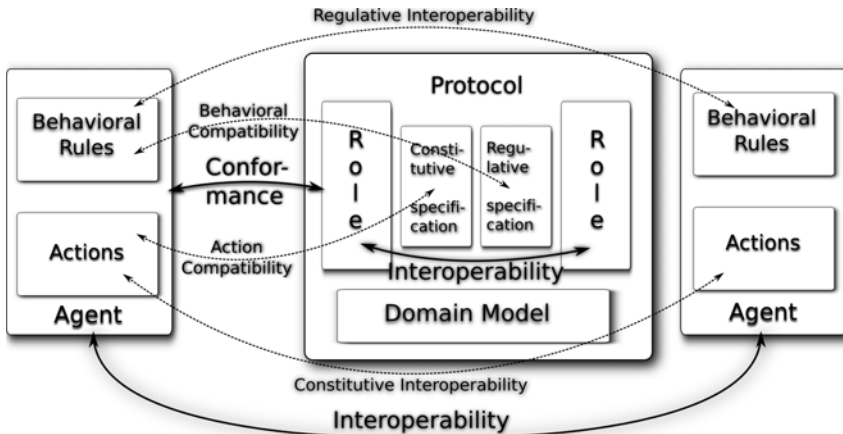 Regulative Interoperability
Behavioral
Rules
Actions
Agent
Behavioral
Compatibility
Confor-
mance
Action
Compatibility
Protocol
R
o
l
e
Consti-
tutive
specifi-
cation
Regu-
lative
specifi-
cation
R
o
l
e
Interoperability
Domain Model
Behavioral
Rules
Actions
Agent
Constitutive Interoperability
Interoperability